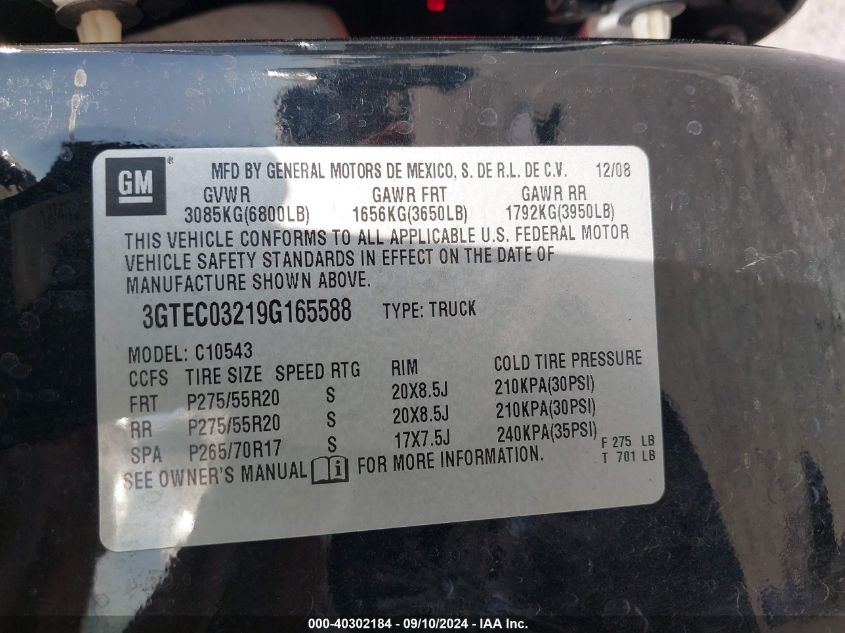 GM ® MFD BY GENERAL MOTORS DE MEXICO, S. DE R.L. DE C.V. 12/08
GVWR GAWR FRT GAWR RR
3085KG(6800LB) 1656KG(3650LB) 1792KG(3950LB)
THIS VEHICLE CONFORMS TO ALL APPLICABLE U.S. FEDERAL MOTOR
VEHICLE SAFETY STANDARDS IN EFFECT ON THE DATE OF
MANUFACTURE SHOWN ABOVE.
3GTEC03219G165588 TYPE: TRUCK
MODEL: C10543
CCFS TIRE SIZE SPEED RTG RIM COLD TIRE PRESSURE
FRT P275/55R20 S 20X8.5J 210KPA(30PSI)
RR P275/55R20 S 20X8.5J 210KPA(30PSI)
SPA P265/70R17 S 17X7.5J 240KPA(35PSI) F 275 LB
T 701 LB
SEE OWNER'S MANUAL i FOR MORE INFORMATION.
000-40302184 - 09/10/2024 - IAA Inc.